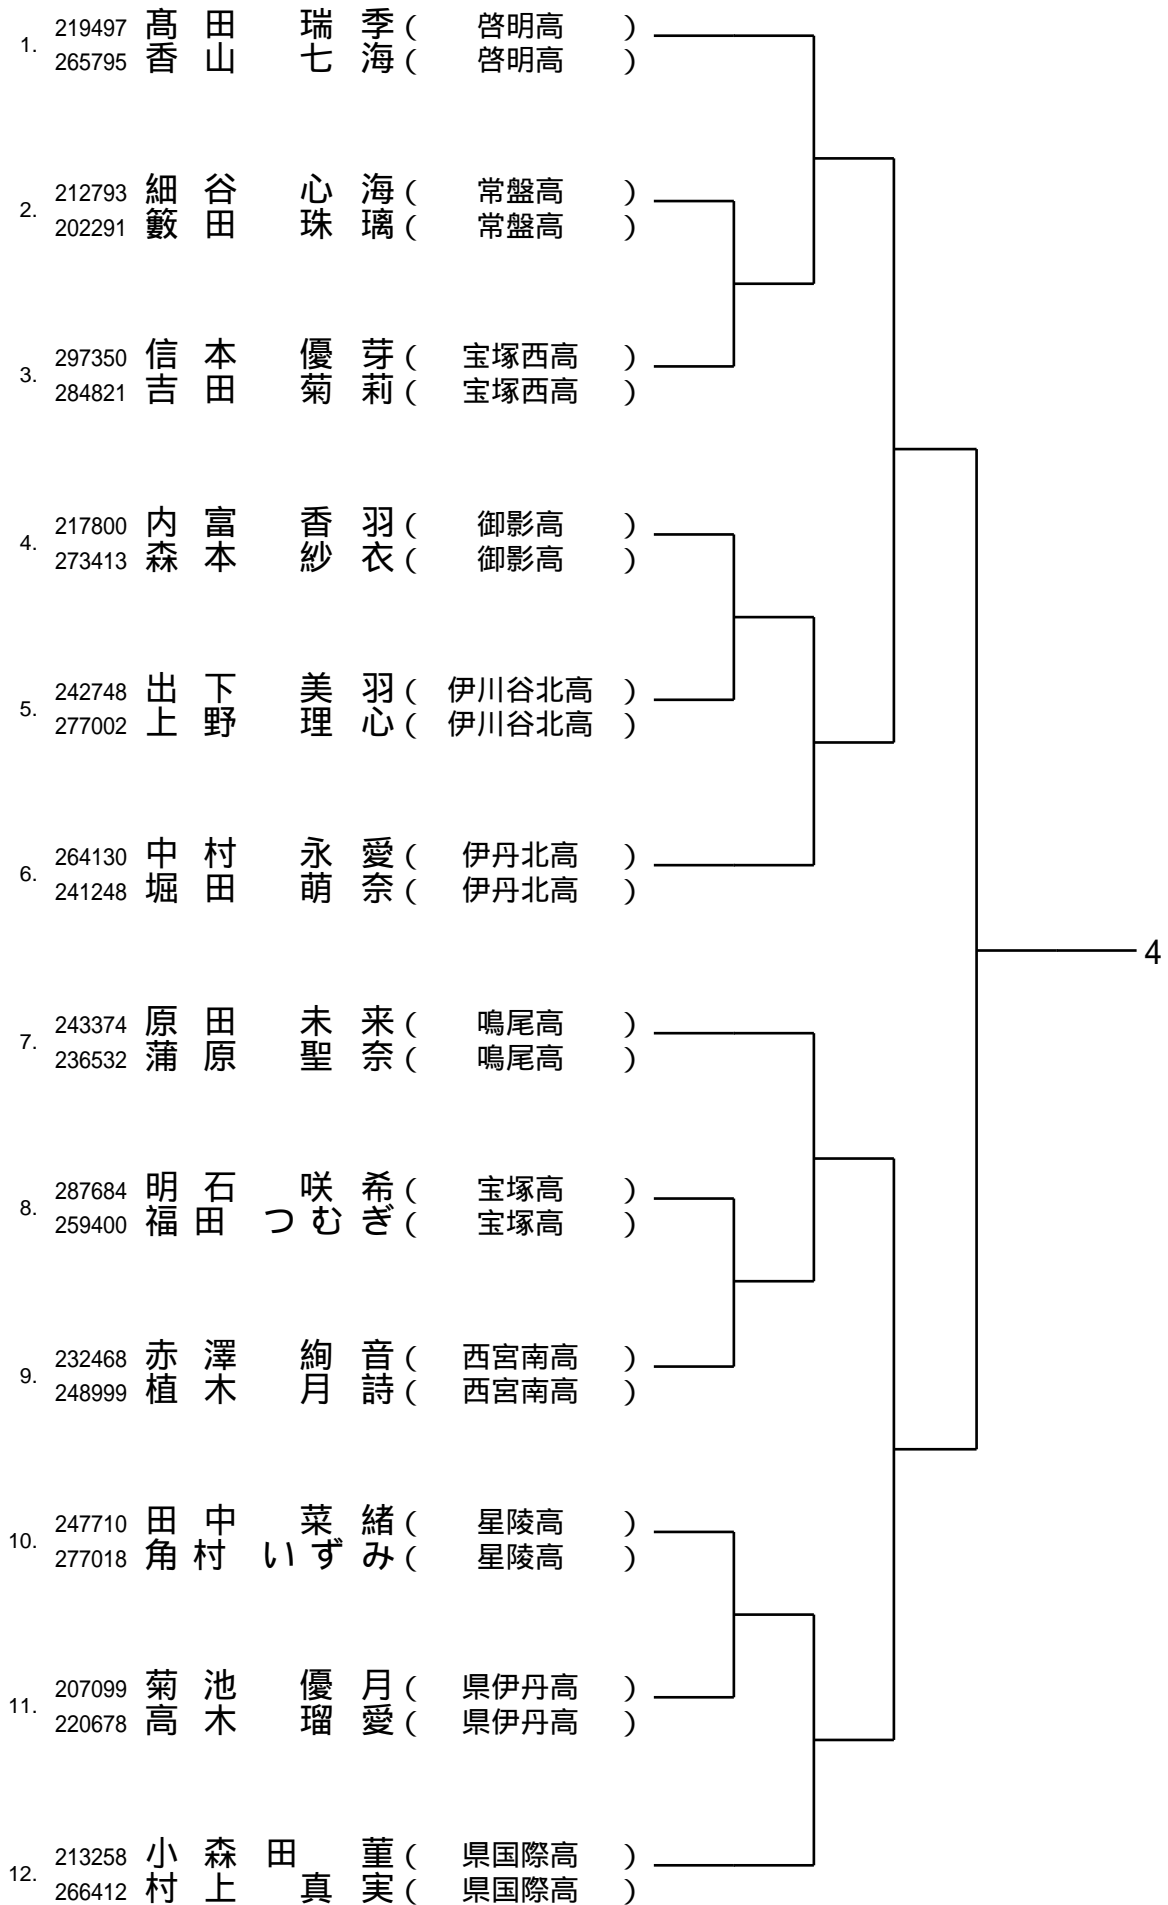 1. 219497 髙田 瑞季 ( 啓明高 )
265795 香山 七海 ( 啓明高 )
2. 212793 細谷 心海 ( 常盤高 )
202291 籔田 珠璃 ( 常盤高 )
3. 297350 信本 優芽 ( 宝塚西高 )
284821 吉田 菊莉 ( 宝塚西高 )
4. 217800 内富 香羽 ( 御影高 )
273413 森本 紗衣 ( 御影高 )
5. 242748 出下 美羽 ( 伊川谷北高 )
277002 上野 理心 ( 伊川谷北高 )
6. 264130 中村 永愛 ( 伊丹北高 )
241248 堀田 萌奈 ( 伊丹北高 )
4
7. 243374 原田 未来 ( 鳴尾高 )
236532 蒲原 聖奈 ( 鳴尾高 )
8. 287684 明石 咲希 ( 宝塚高 )
259400 福田 つむぎ ( 宝塚高 )
9. 232468 赤澤 絢音 ( 西宮南高 )
248999 植木 月詩 ( 西宮南高 )
10. 247710 田中 菜緒 ( 星陵高 )
277018 角村 いずみ ( 星陵高 )
11. 207099 菊池 優月 ( 県伊丹高 )
220678 高木 瑠愛 ( 県伊丹高 )
12. 213258 小森田 菫 ( 県国際高 )
266412 村上 真実 ( 県国際高 )